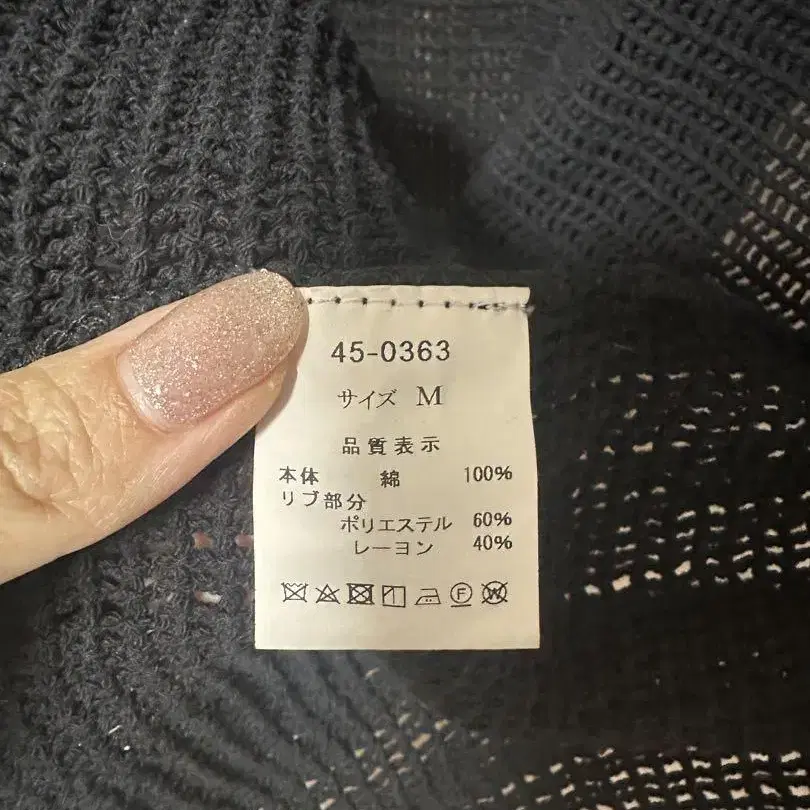 45-0363
サイズ M
品質表示
本体 綿 100%
リブ部分
ポリエステル 60%
レーヨン 40%
F W